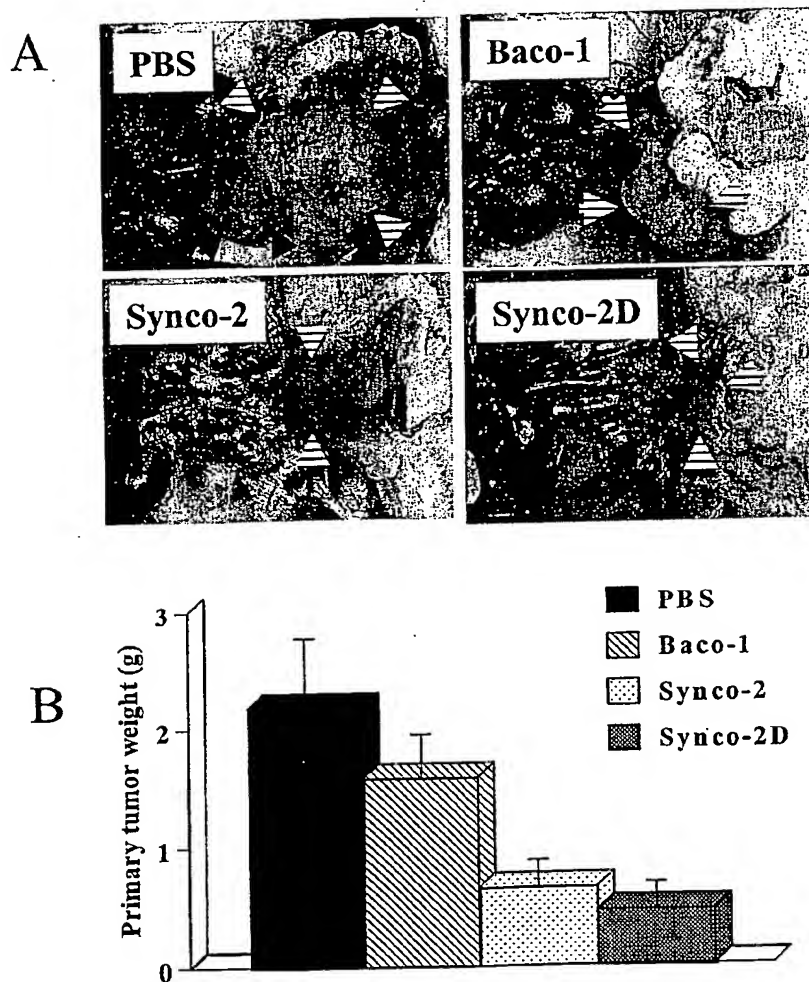 A
PBS
Baco-1
Synco-2
Synco-2D
B
Primary tumor weight (g)
3
2
1
0
PBS
Baco-1
Synco-2
Synco-2D